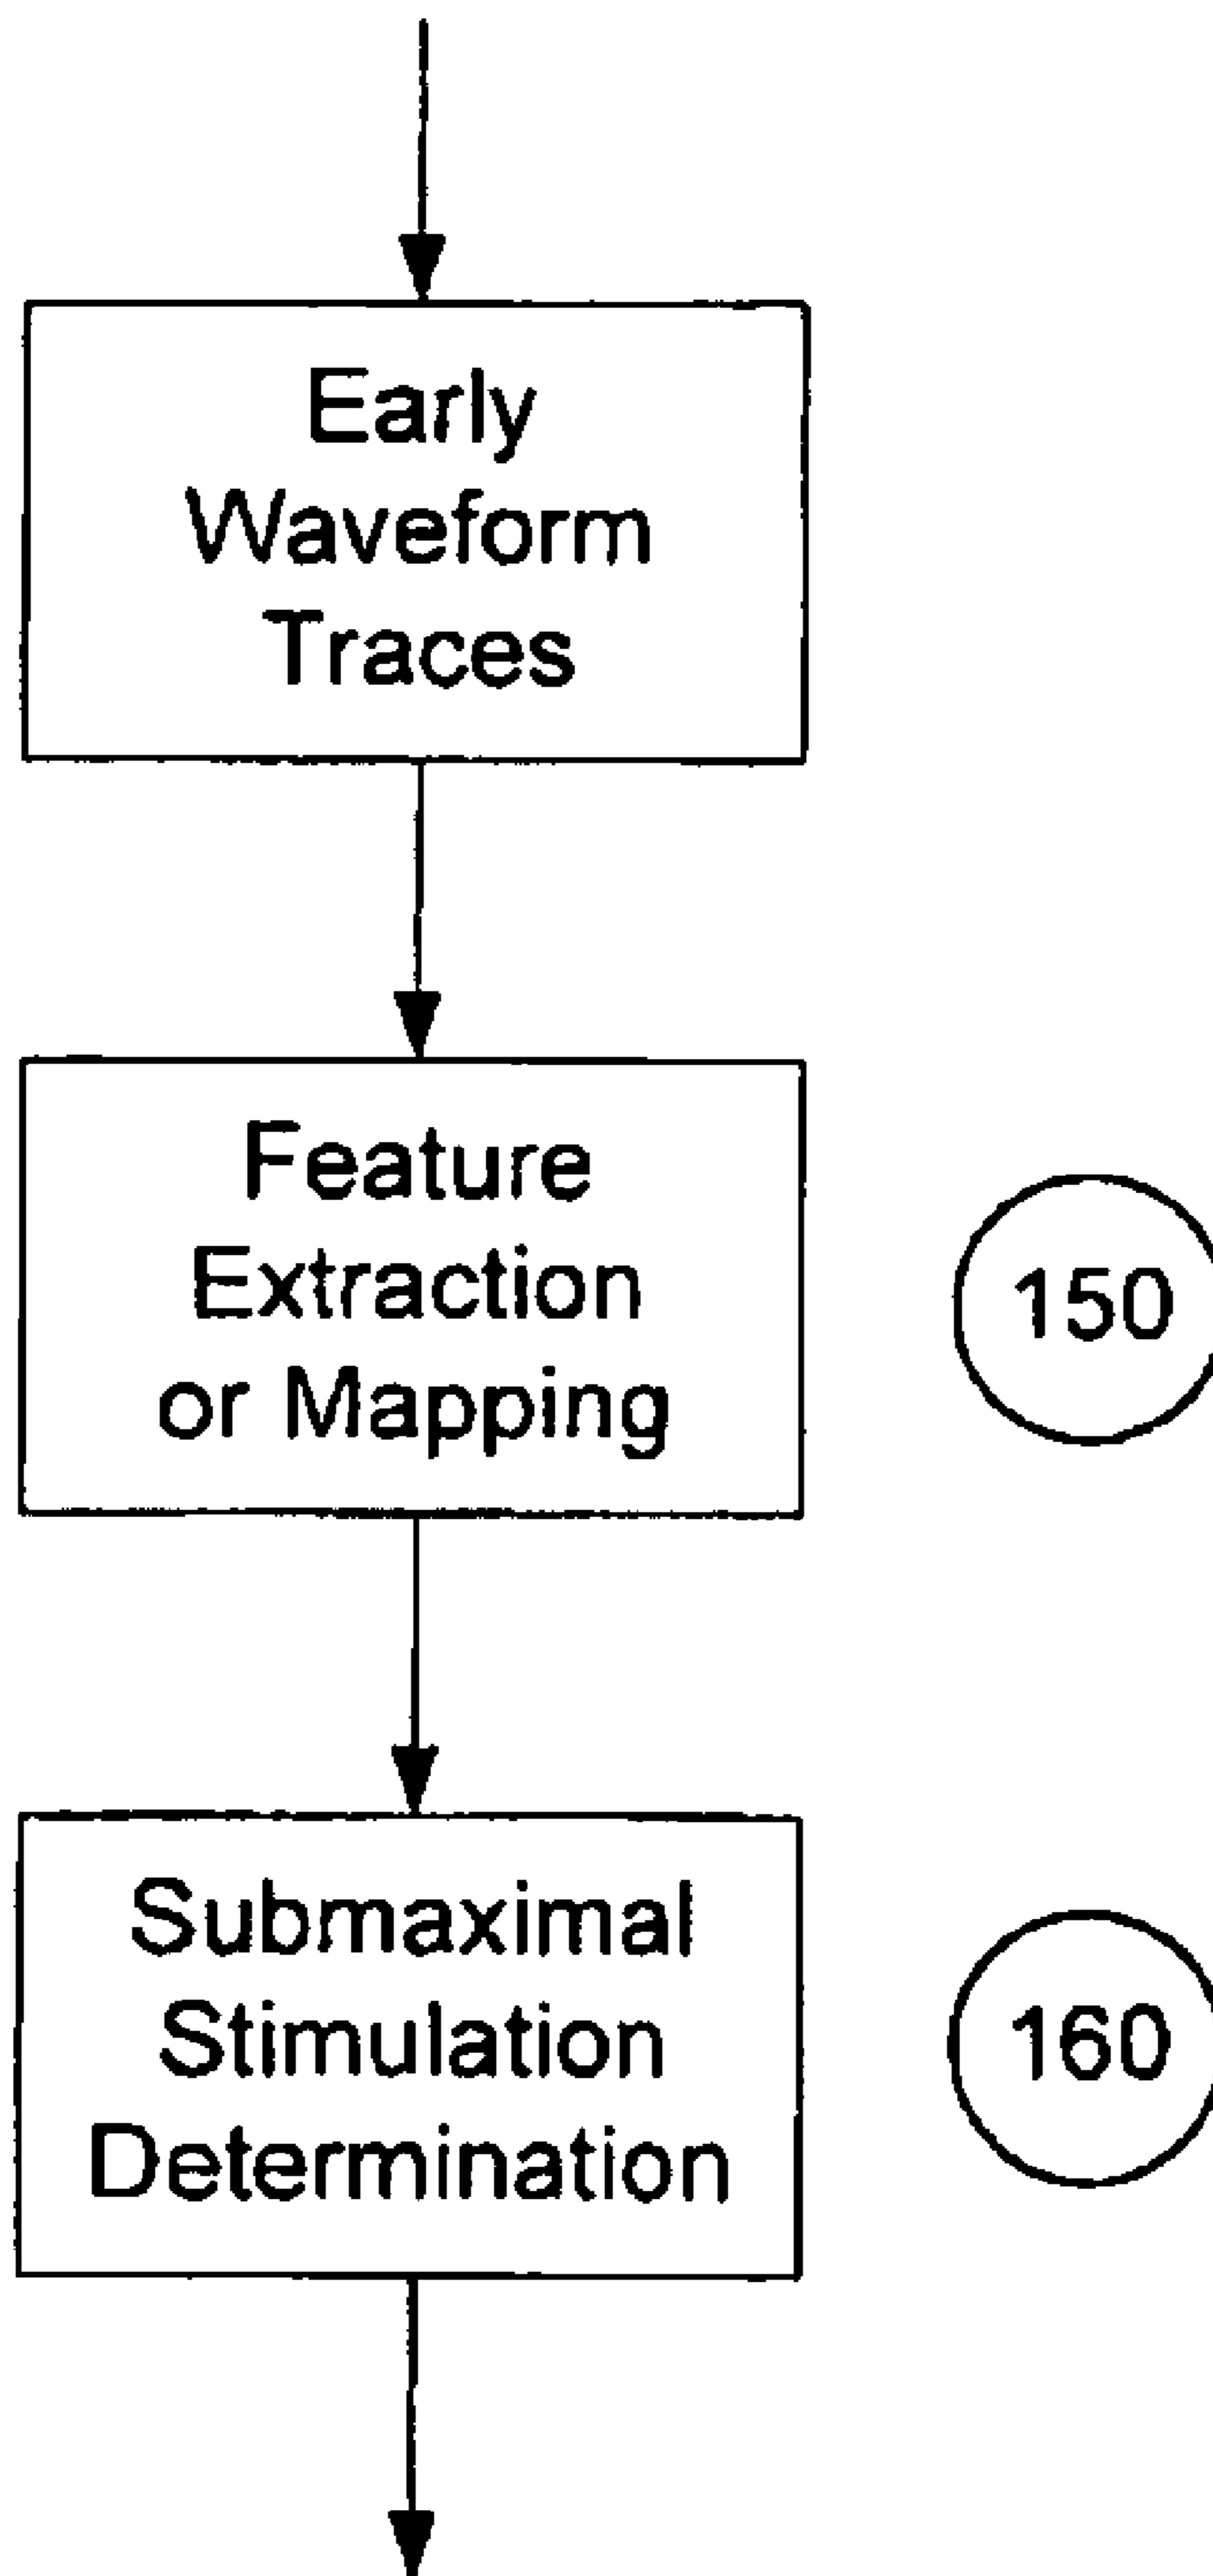 Early
Waveform
Traces
Feature
Extraction
or Mapping
150
Submaximal
Stimulation
Determination
160